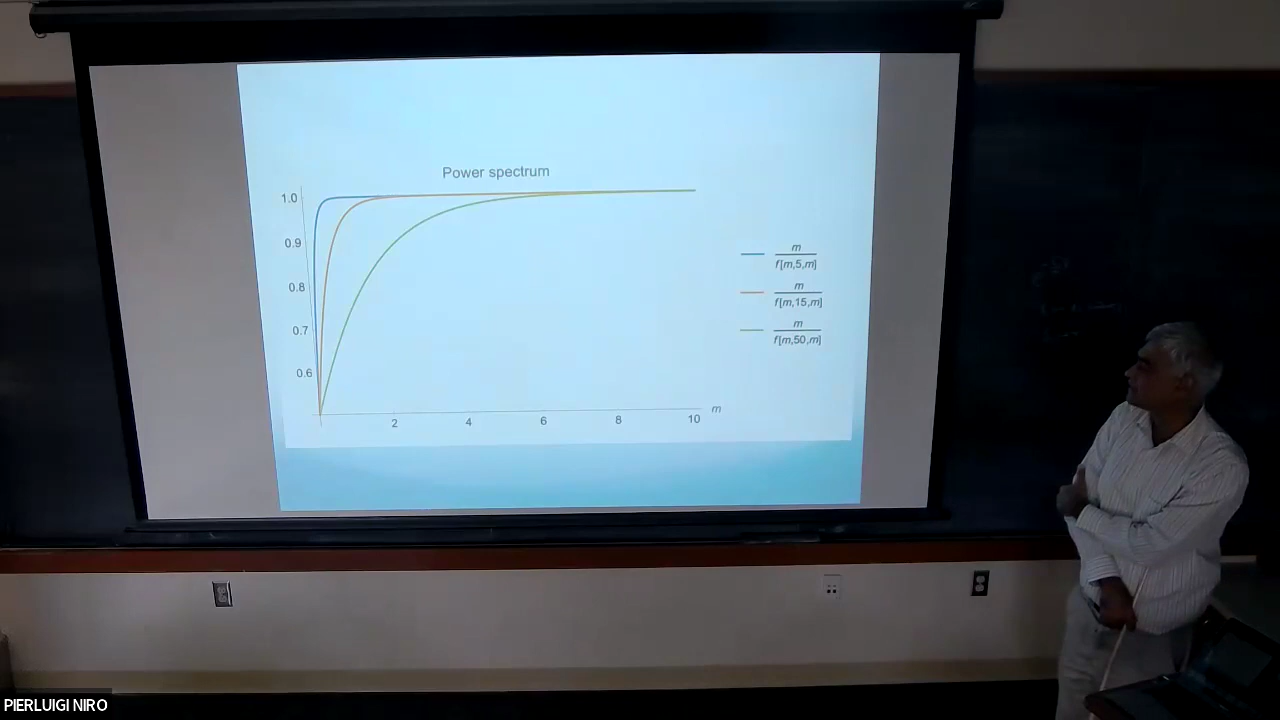 Power spectrum
1.0
0.9
0.8
0.7
0.6
2 4 6 8 10 m
m
f[m,5,m]
m
f[m,15,m]
m
f[m,50,m]
PIERLUIGI NIRO